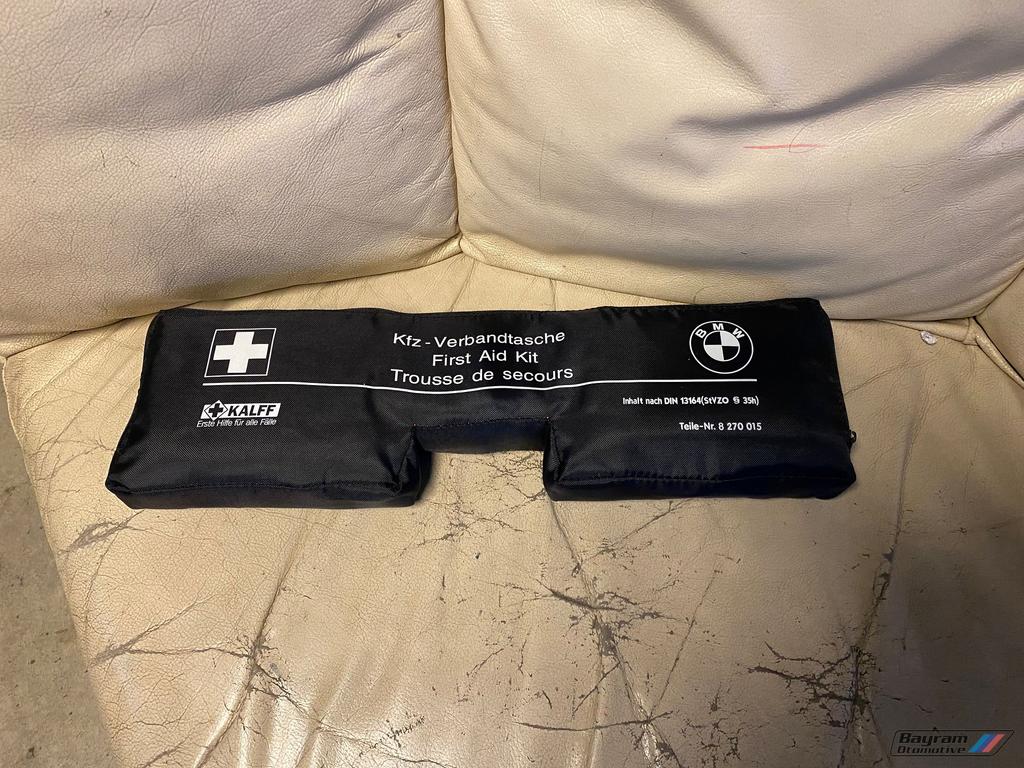 Kfz-Verbandtasche
First Aid Kit
Trousse de secours
BMW
KALFF
Erste Hilfe für alle Fälle
Inhalt nach DIN 13164(StVZO § 35h)
Teile-Nr. 8 270 015
Bayram
Otomotive